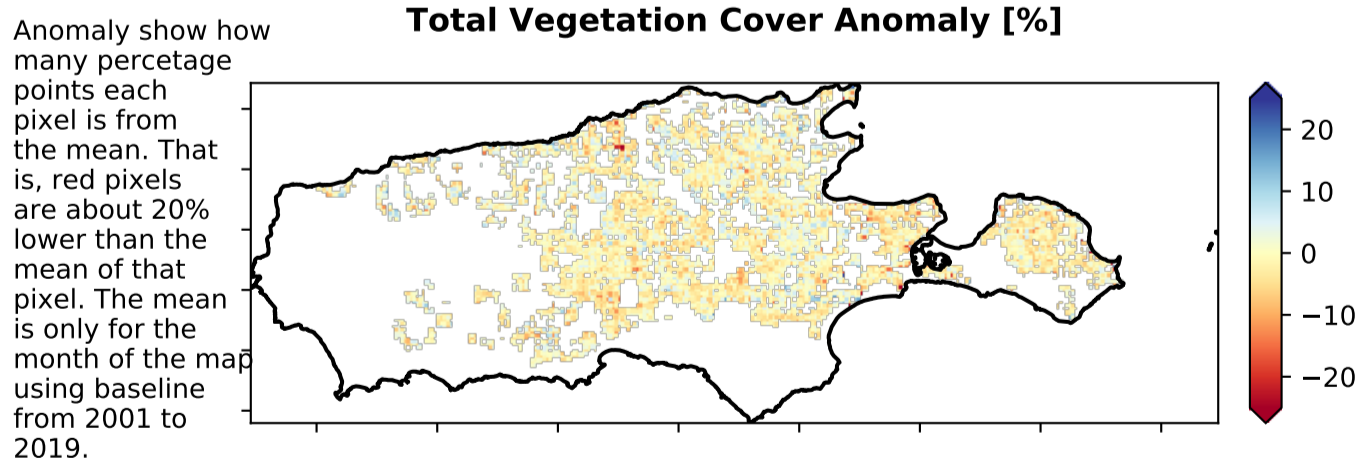 Total Vegetation Cover Anomaly [%]
Anomaly show how
many percetage
points each
pixel is from
the mean. That
is, red pixels
are about 20%
lower than the
mean of that
pixel. The mean
is only for the
month of the map
using baseline
from 2001 to
2019.
20
10
0
−10
−20